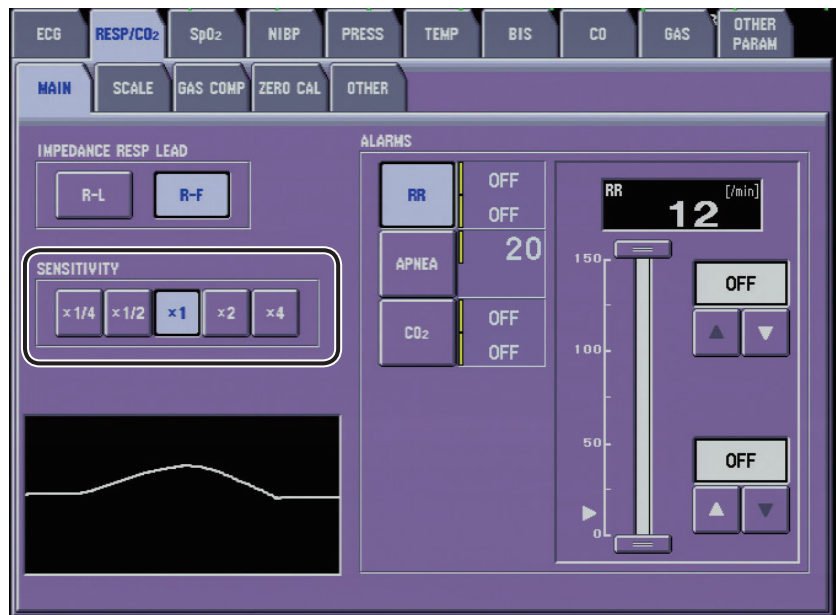 ECG RESP/CO2 SpO2 NIBP PRESS TEMP BIS CO GAS OTHER PARAM
MAIN SCALE GAS COMP ZERO CAL OTHER
IMPEDANCE RESP LEAD
R-L R-F
SENSITIVITY
×1/4 ×1/2 ×1 ×2 ×4
ALARMS
RR OFF
OFF
APNEA 20
CO2 OFF
OFF
RR [/min]
12
150
100
50
0
OFF
OFF